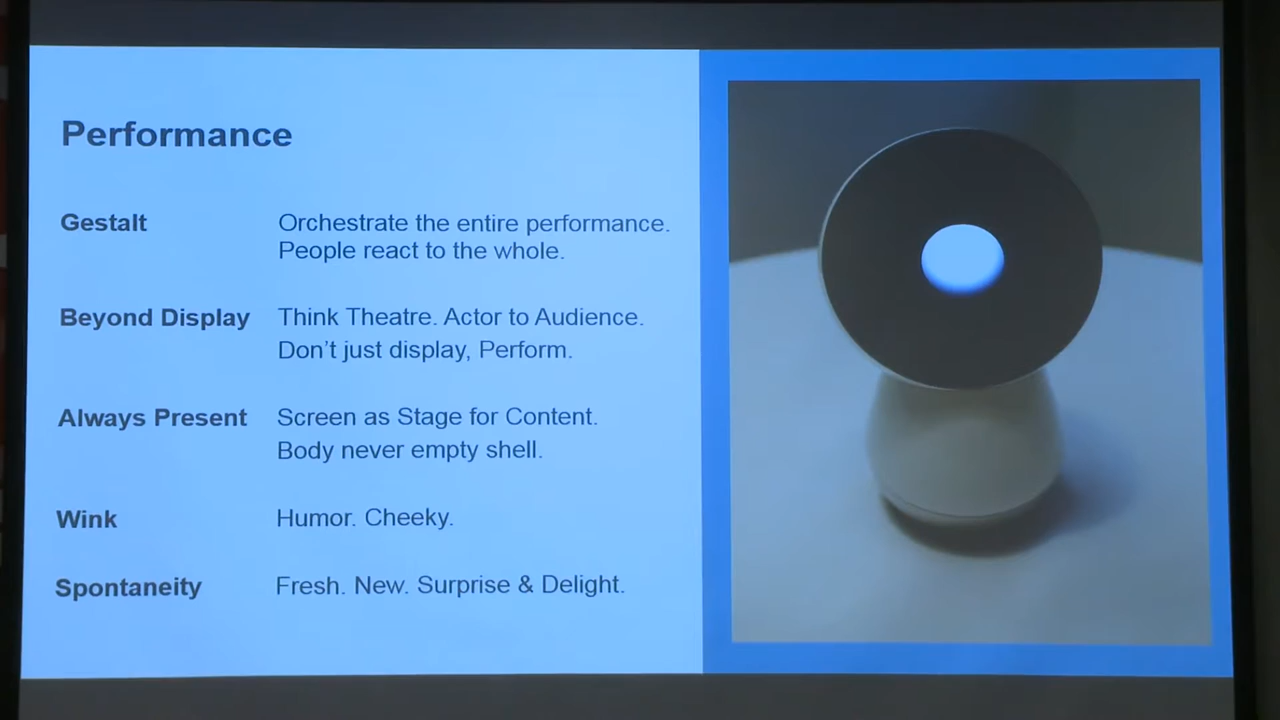 Performance
Gestalt
Orchestrate the entire performance.
People react to the whole.
Beyond Display
Think Theatre. Actor to Audience.
Don't just display, Perform.
Always Present
Screen as Stage for Content.
Body never empty shell.
Wink
Humor. Cheeky.
Spontaneity
Fresh. New. Surprise & Delight.